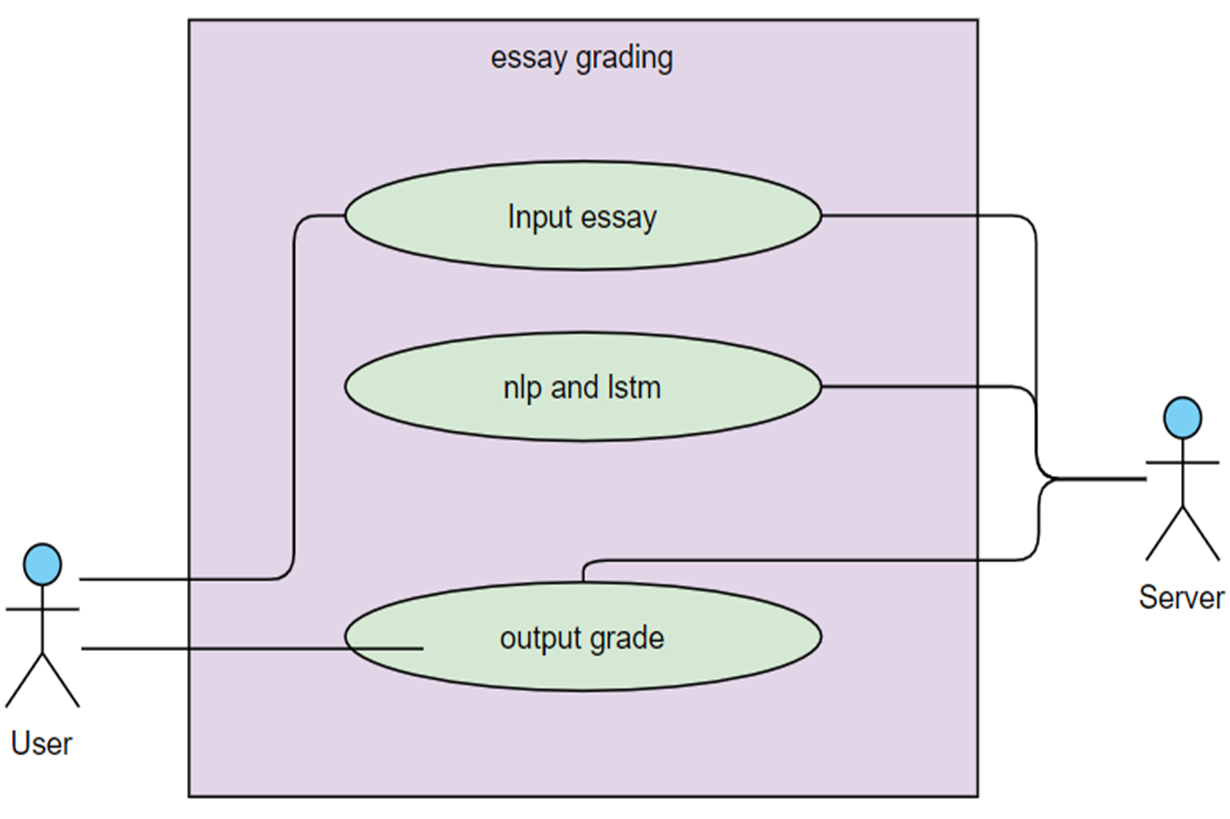 essay grading
Input essay
nlp and lstm
output grade
User
Server